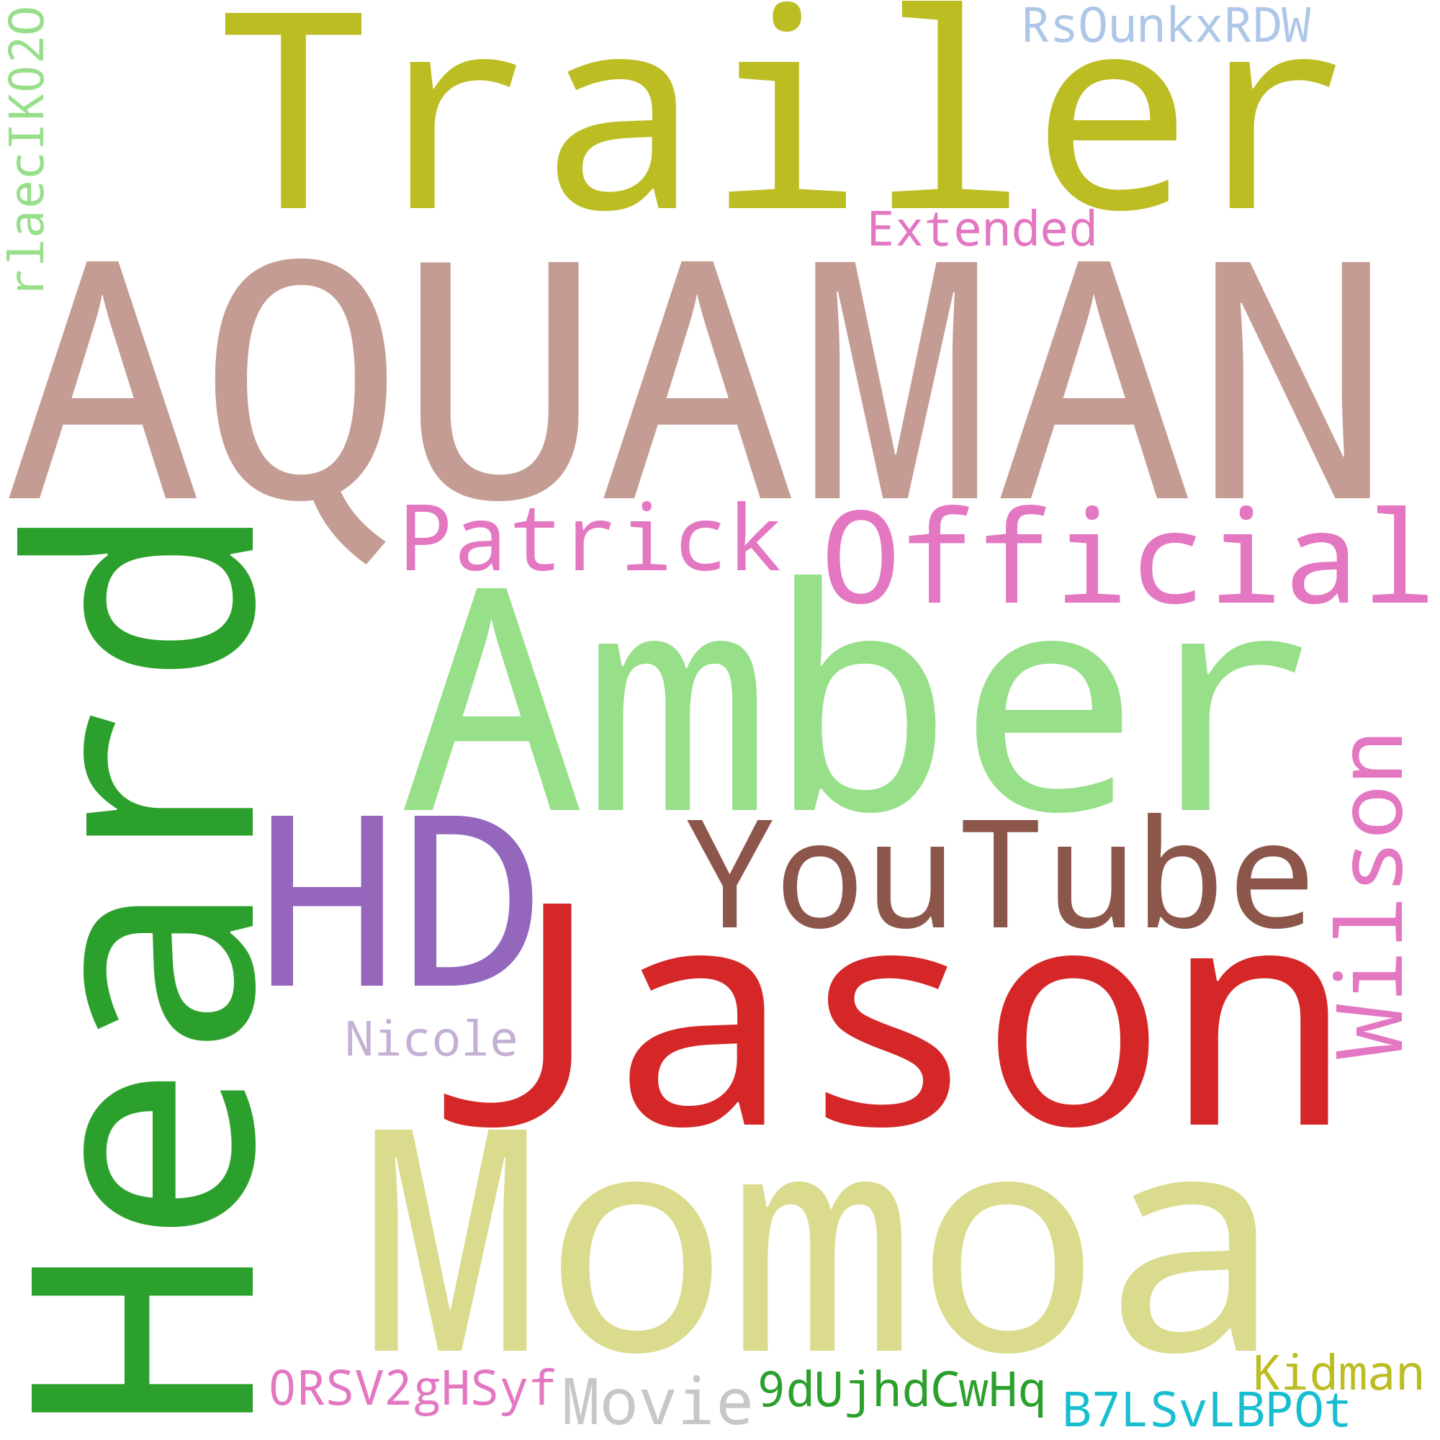 Trailer
RsOunkxRDW
rlaecIKO2O
Extended
AQUAMAN
Patrick
Official
Amber
Heard
HD
YouTube
Wilson
Jason
Nicole
Momoa
Kidman
0RSV2gHSyf
Movie
9dUjhdCwHq
B7LSvLBPOt